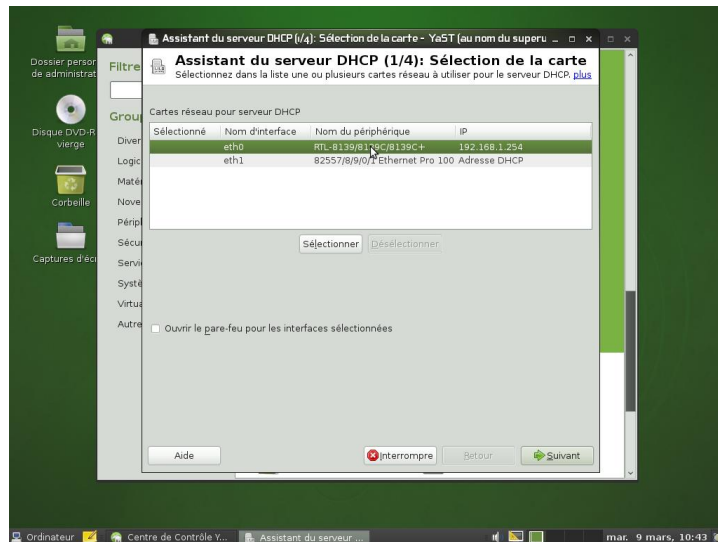 Assistant du serveur DHCP (1/4): Sélection de la carte - YaST (au nom du superu
Dossier person
de administrat
Disque DVD-R
vierge
Corbeille
Captures d'écr
Filtre
Group
Diver
Logic
Matér
Nove
Périph
Sécur
Servi
Systè
Virtua
Autre
Assistant du serveur DHCP (1/4): Sélection de la carte
Sélectionnez dans la liste une ou plusieurs cartes réseau à utiliser pour le serveur DHCP. plus
Cartes réseau pour serveur DHCP
Sélectionné Nom d'interface Nom du périphérique IP
eth0 RTL-8139/8139C/8139C+ 192.168.1.254
eth1 82557/8/9/0/1 Ethernet Pro 100 Adresse DHCP
Sélectionner Désélectionner
Ouvrir le pare-feu pour les interfaces sélectionnées
Aide Interrompre Retour Suivant
Ordinateur Centre de Contrôle Y... Assistant du serveur ... mar. 9 mars, 10:43